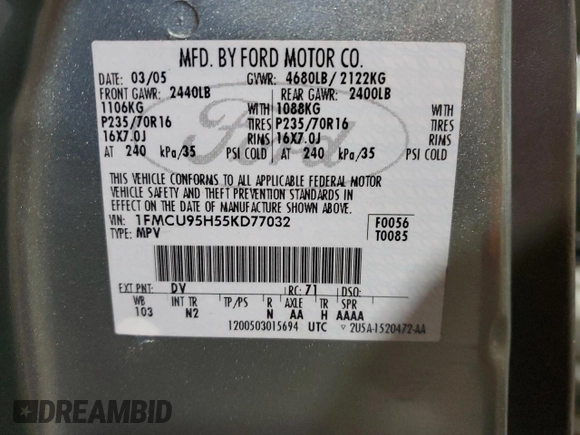 MFD. BY FORD MOTOR CO.
DATE: 03/05 GVWR: 4680LB/ 2122KG
FRONT GAWR: 2440LB REAR GAWR: 2400LB
1106KG WITH 1088KG WITH
P235/70R16 TIRES P235/70R16 TIRES
16X7.0J RIMS 16X7.0J RIMS
AT 240 kPa/35 PSI COLD AT 240 kPa/35 PSI COLD
THIS VEHICLE CONFORMS TO ALL APPLICABLE FEDERAL MOTOR
VEHICLE SAFETY AND THEFT PREVENTION STANDARDS IN
EFFECT ON THE DATE OF MANUFACTURE SHOWN ABOVE.
VIN: 1FMCU95H55KD77032 F0056
TYPE: MPV T0085
EXT PNT: DV RC: 71 DSO:
WB INT TR TP/PS R AXLE TR SPR
103 N2 N AA H AAAA
1200503015694 UTC ▽ 2USA-1520472-AA
Ford
DREAMBID